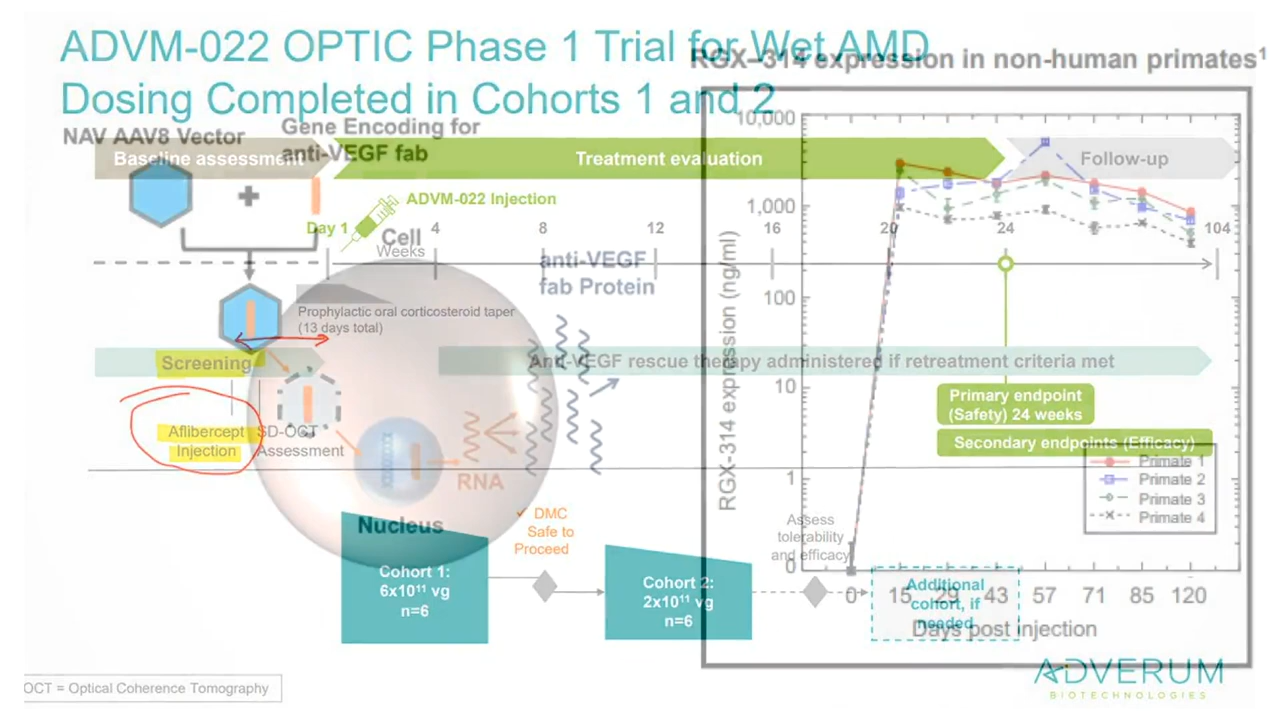 ADVM-022 OPTIC Phase 1 Trial for Wet AMD
Dosing Completed in Cohorts 1 and 2
RGX-314 expression in non-human primates¹
NAV AAV8 Vector
Gene Encoding for
anti-VEGF fab
Baseline assessment
Treatment evaluation
Follow-up
ADVM-022 Injection
Day 1
Cell
Weeks
4
8
12
16
20
24
104
anti-VEGF
fab Protein
Prophylactic oral corticosteroid taper
(13 days total)
Screening
Anti-VEGF rescue therapy administered if retreatment criteria met
Aflibercept
Injection
SD-OCT
Assessment
RNA
Nucleus
Primary endpoint
(Safety) 24 weeks
Secondary endpoints (Efficacy)
DMC
Safe to
Proceed
Assess
tolerability
and efficacy
Cohort 1:
6x10¹¹ vg
n=6
Cohort 2:
2x10¹¹ vg
n=6
Additional
cohort, if
needed
RGX-314 expression (ng/ml)
10,000
1,000
100
10
1
0
Primate 1
Primate 2
Primate 3
Primate 4
0 15 29 43 57 71 85 120
Days post injection
OCT = Optical Coherence Tomography
ADVERUM
BIOTECHNOLOGIES